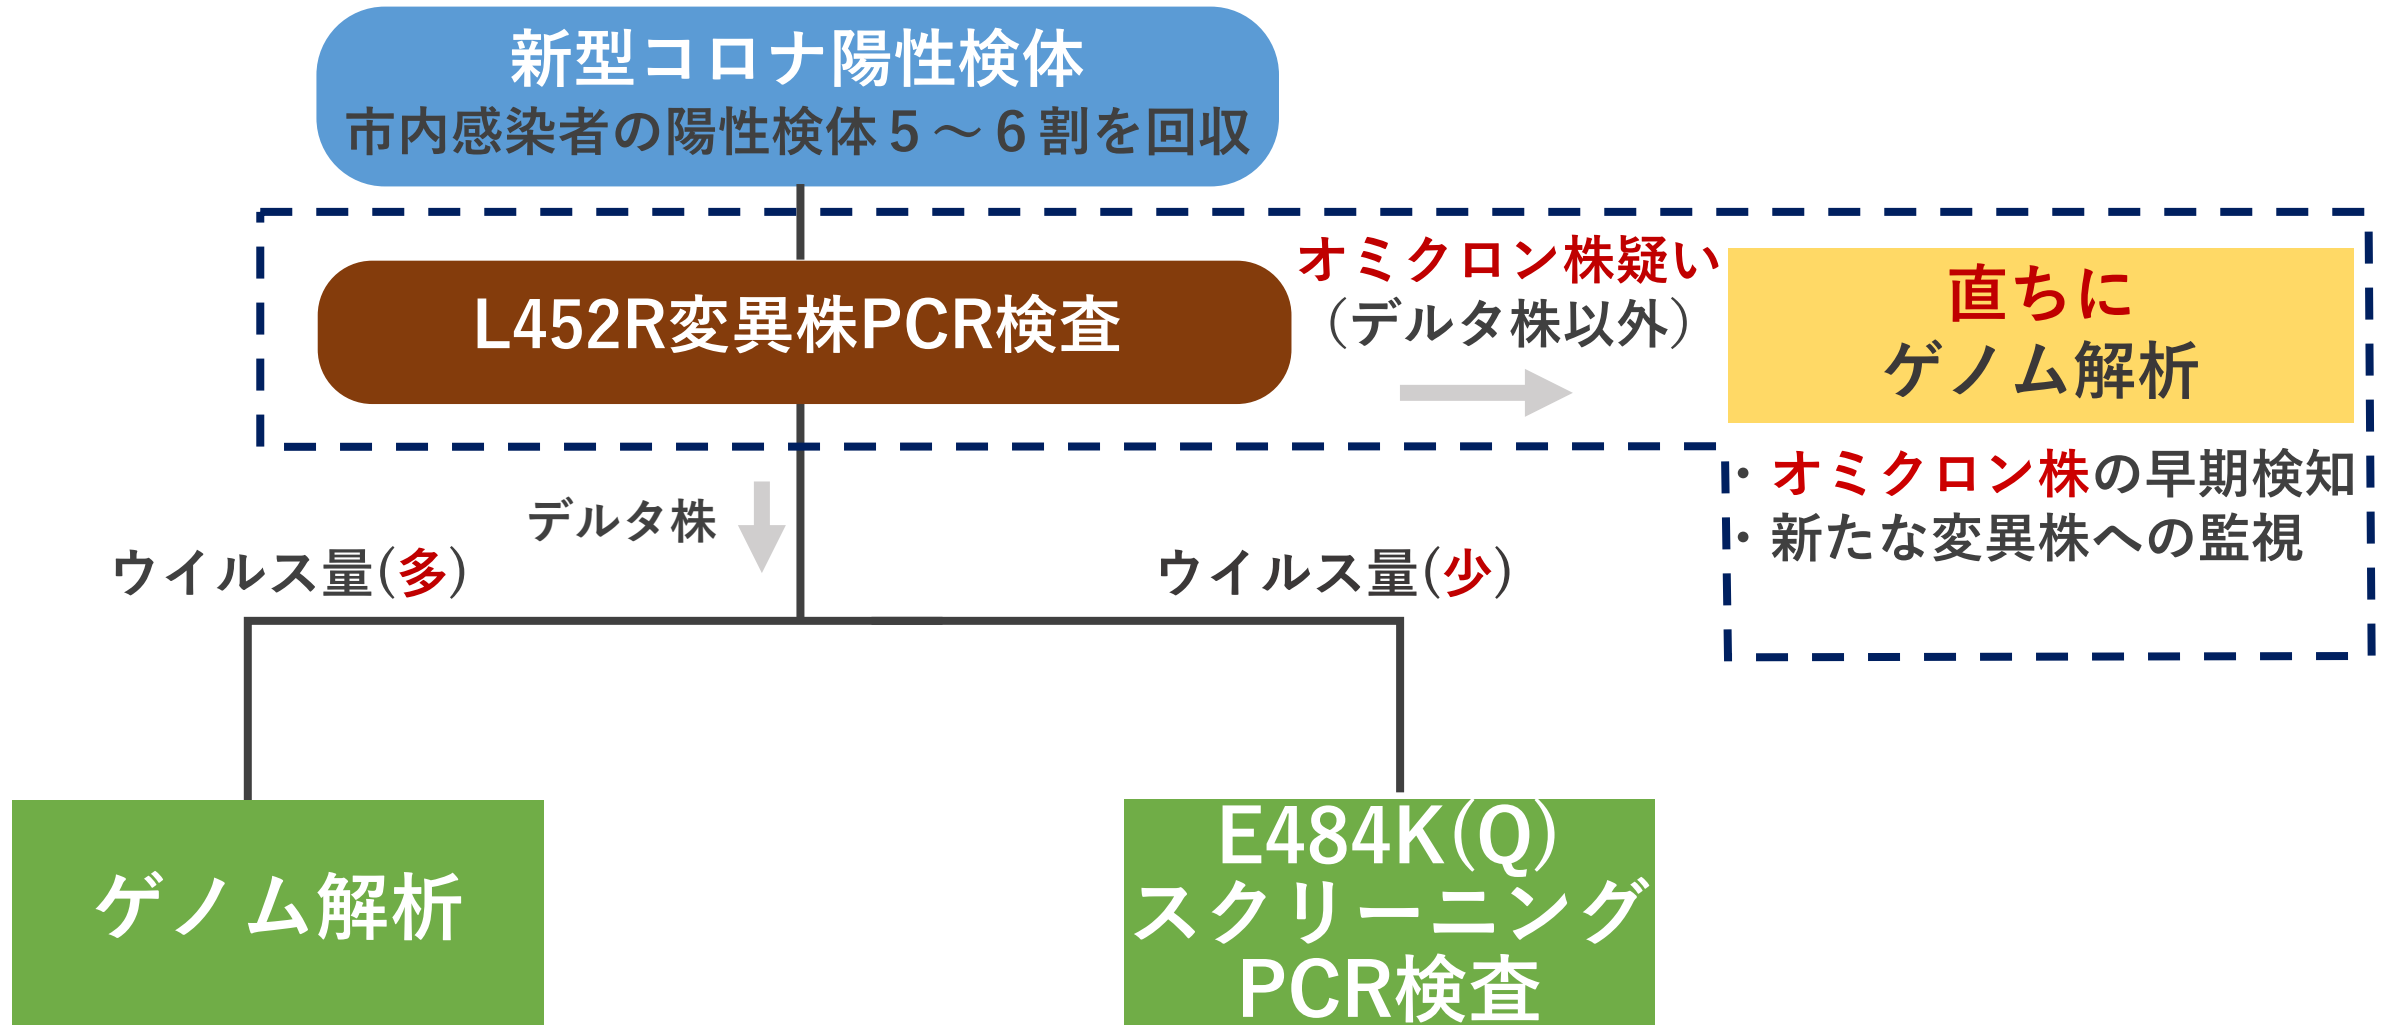 新型コロナ陽性検体
市内感染者の陽性検体5～6割を回収
L452R変異株PCR検査
オミクロン株疑い
（デルタ株以外）
直ちに
ゲノム解析
・オミクロン株の早期検知
・新たな変異株への監視
デルタ株
ウイルス量(多)
ウイルス量(少)
ゲノム解析
E484K(Q)
スクリーニング
PCR検査